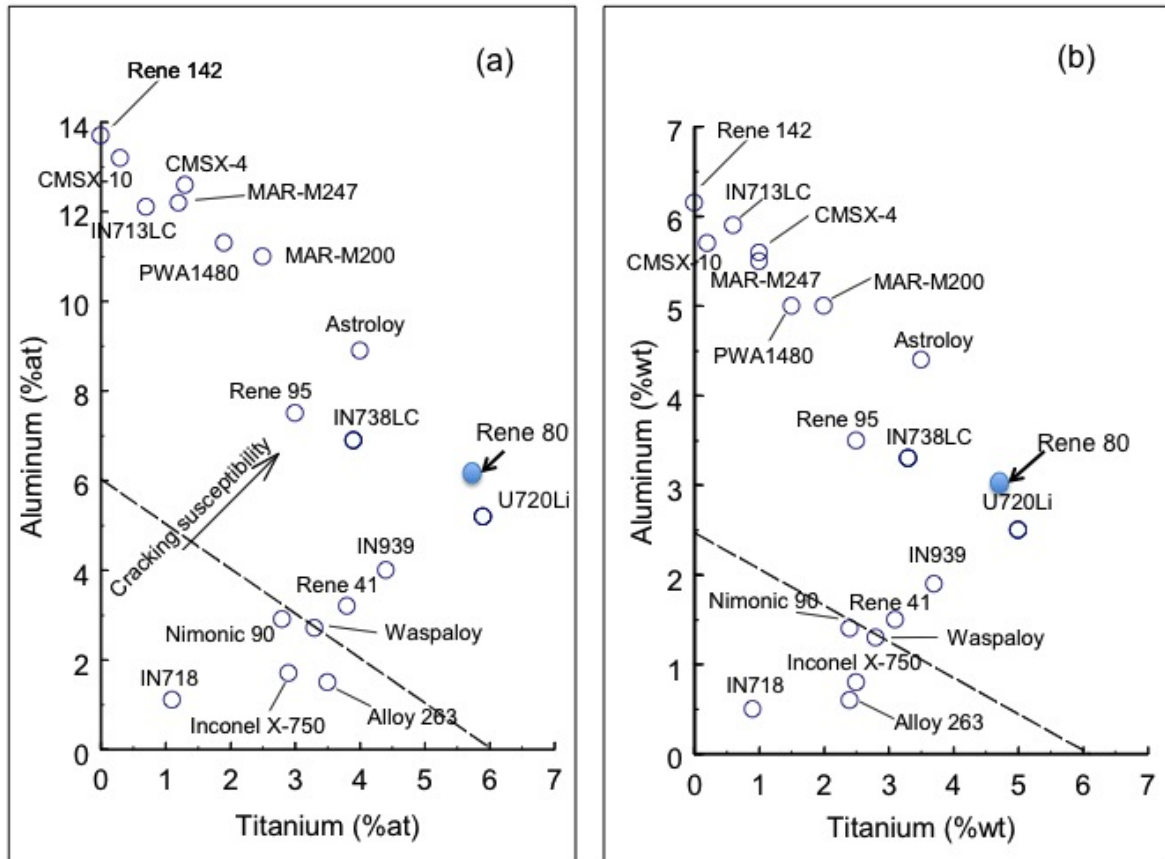 (a)
Rene 142
14
CMSX-4
CMSX-10
MAR-M247
12
IN713LC
PWA1480
MAR-M200
10
Astroloy
8
Rene 95
IN738LC
Rene 80
6
U720Li
Cracking susceptibility
IN939
4
Rene 41
Nimonic 90
Waspaloy
2
IN718
Inconel X-750
Alloy 263
0
0 1 2 3 4 5 6 7
Aluminum (%at)
Titanium (%at)
(b)
7
Rene 142
IN713LC
6
CMSX-4
CMSX-10
MAR-M247
MAR-M200
5
PWA1480
Astroloy
4
Rene 95
IN738LC
Rene 80
3
U720Li
IN939
2
Nimonic 90
Rene 41
Waspaloy
1
Inconel X-750
IN718
Alloy 263
0
0 1 2 3 4 5 6 7
Aluminum (%wt)
Titanium (%wt)